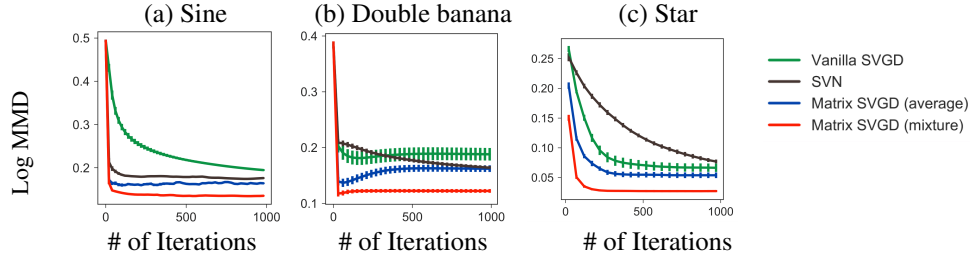 (a) Sine
(b) Double banana
(c) Star
Log MMD
0.5
0.4
0.3
0.2
0
500
1000
# of Iterations
0.4
0.3
0.2
0.1
0
500
1000
# of Iterations
0.25
0.20
0.15
0.10
0.05
0
500
1000
# of Iterations
Vanilla SVGD
SVN
Matrix SVGD (average)
Matrix SVGD (mixture)